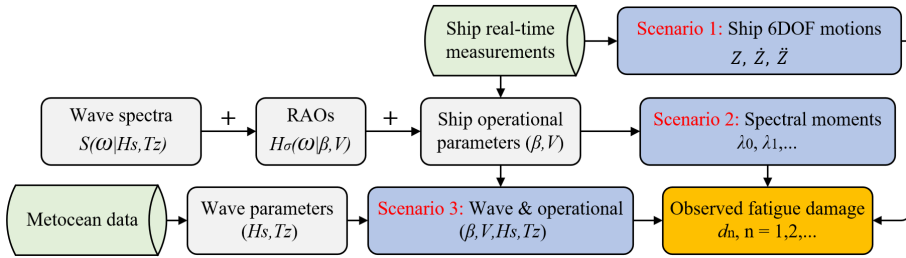 Ship real-time
measurements
Scenario 1: Ship 6DOF motions
Z, Ż, Z̈
Wave spectra
S(ω|Hs,Tz)
+
RAOs
Hσ(ω|β,V)
+
Ship operational
parameters (β,V)
Scenario 2: Spectral moments
λ0, λ1,...
Metocean data
Wave parameters
(Hs,Tz)
Scenario 3: Wave & operational
(β,V,Hs,Tz)
Observed fatigue damage
dn, n = 1,2,...